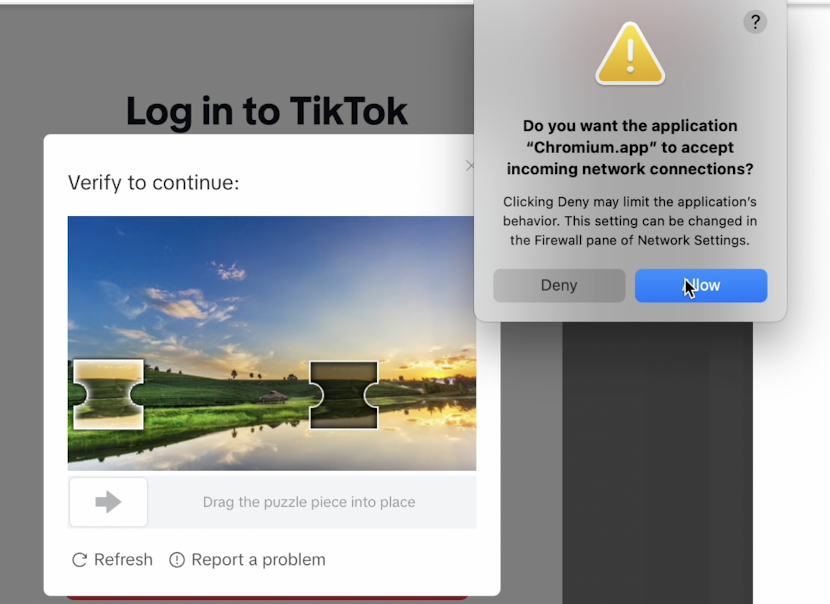 ?
Log in to TikTok
Do you want the application
“Chromium.app” to accept
incoming network connections?
Clicking Deny may limit the application's
behavior. This setting can be changed in
the Firewall pane of Network Settings.
Deny
Verify to continue:
Drag the puzzle piece into place
Refresh
Report a problem